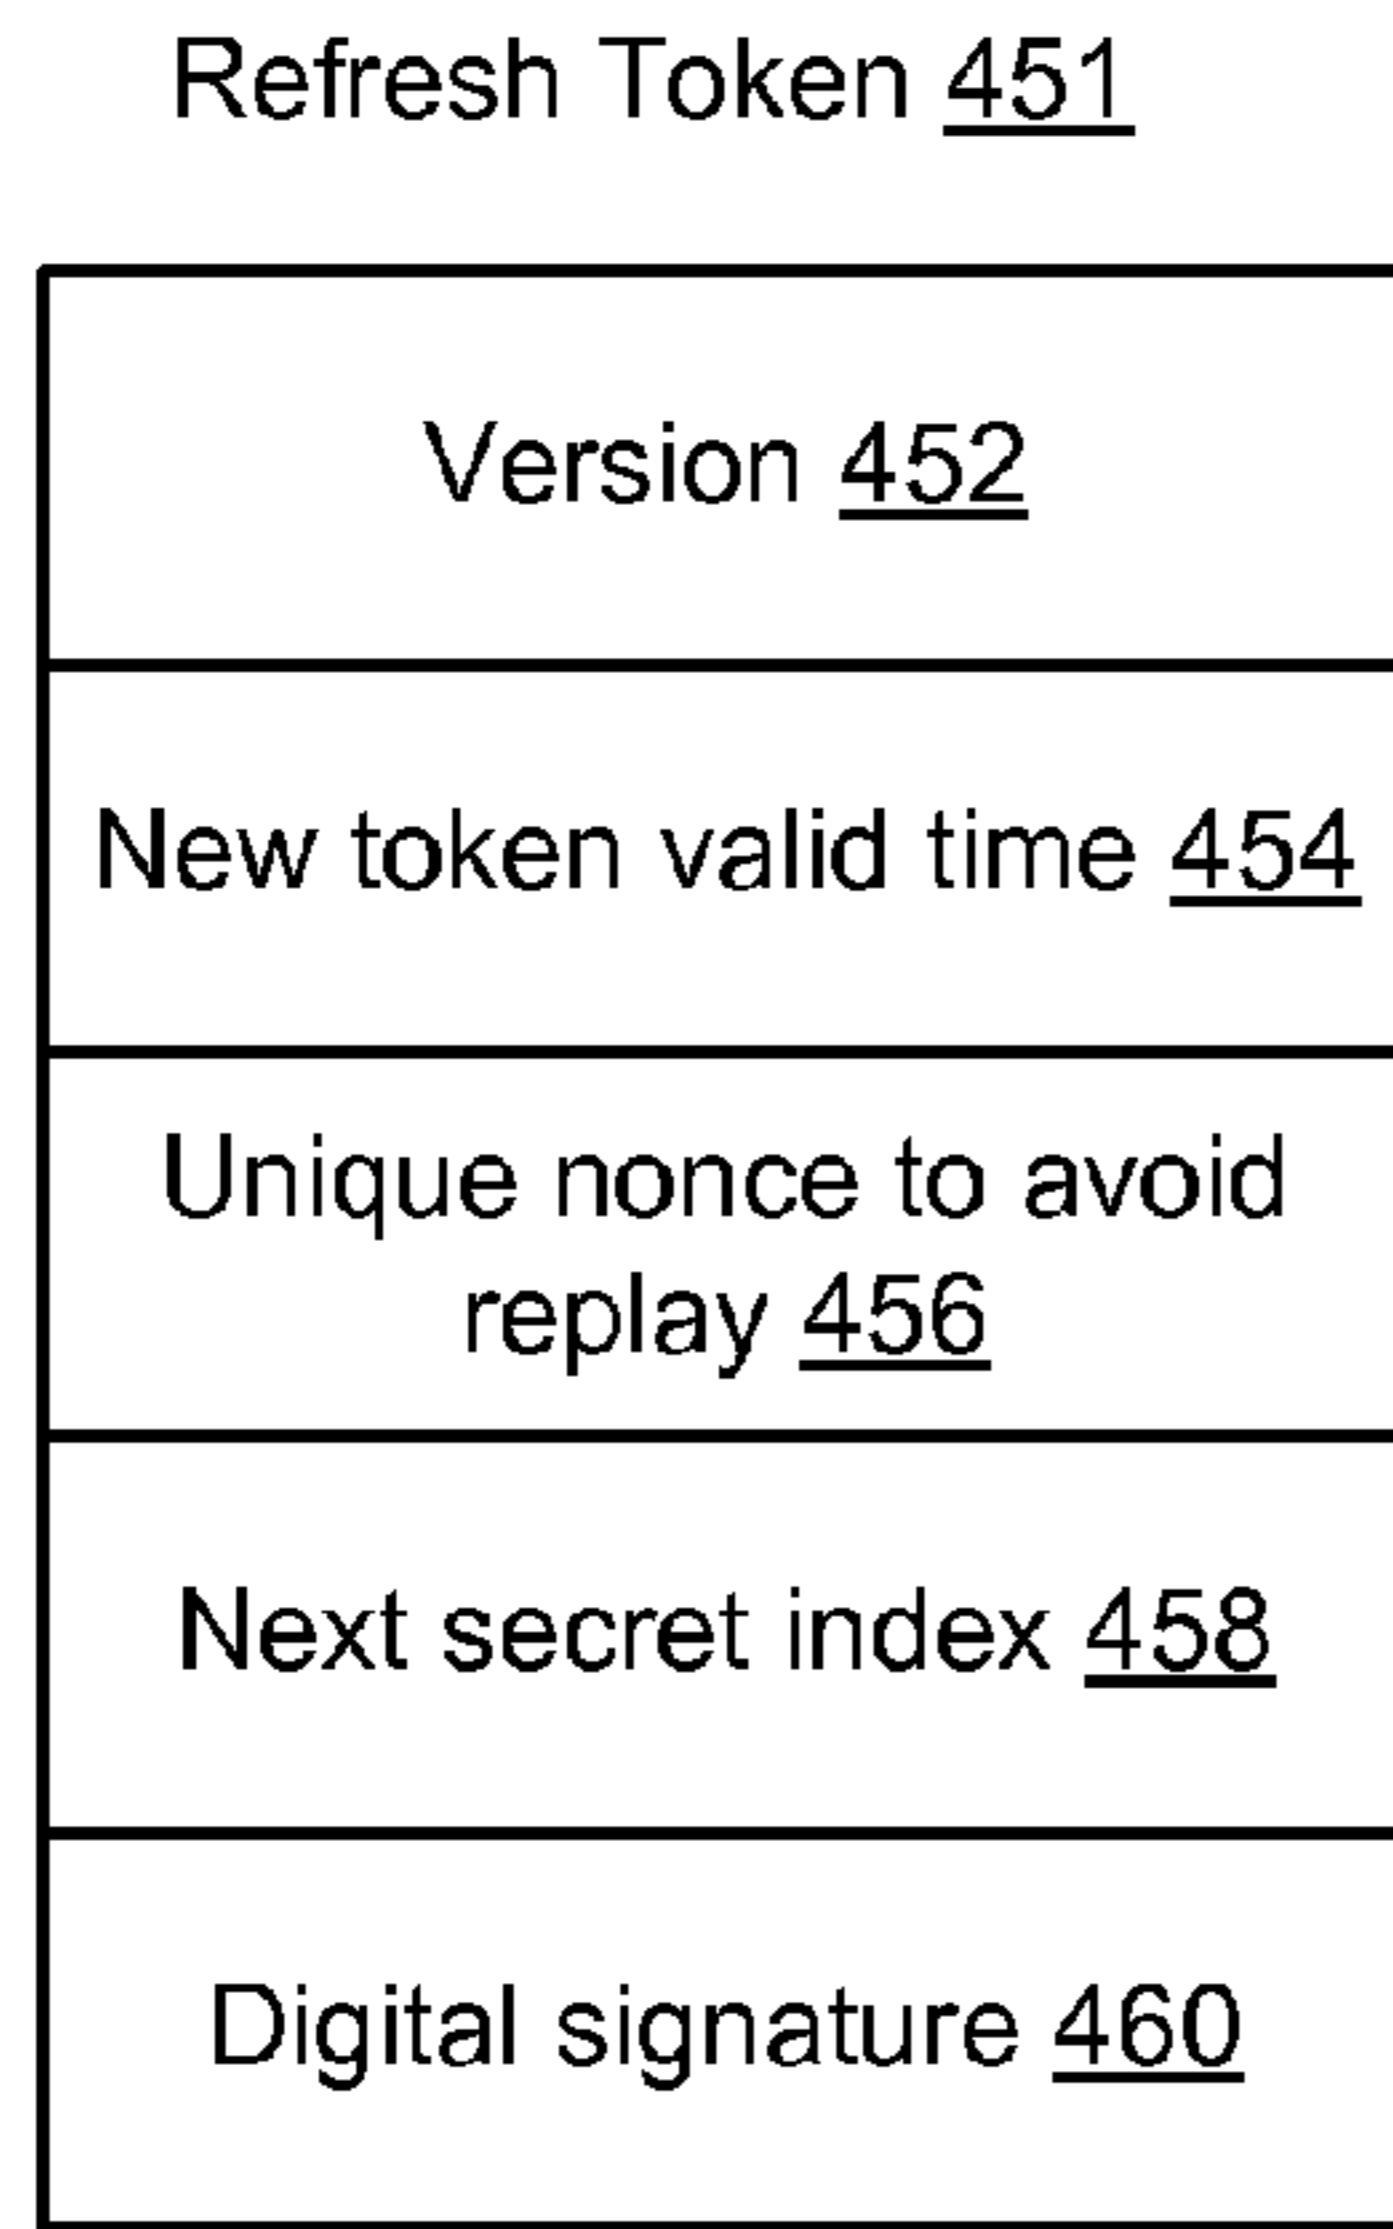 Refresh Token 451
Version 452
New token valid time 454
Unique nonce to avoid
replay 456
Next secret index 458
Digital signature 460